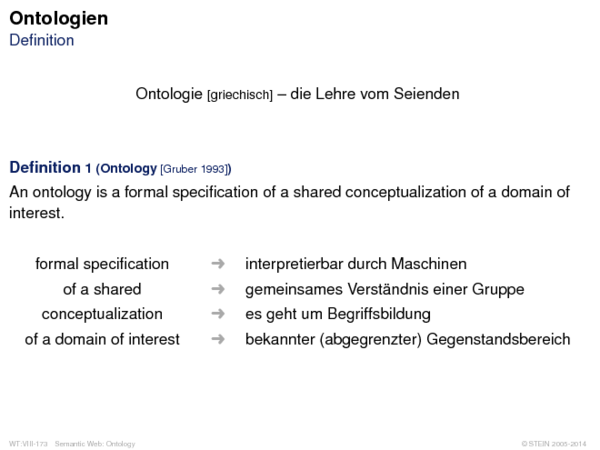 Ontologien
Definition
Ontologie [griechisch] – die Lehre vom Seienden
Definition 1 (Ontology [Gruber 1993])
An ontology is a formal specification of a shared conceptualization of a domain of
interest.
formal specification ➜ interpretierbar durch Maschinen
of a shared ➜ gemeinsames Verständnis einer Gruppe
conceptualization ➜ es geht um Begriffsbildung
of a domain of interest ➜ bekannter (abgegrenzter) Gegenstandsbereich
WT:VIII-173 Semantic Web: Ontology © STEIN 2005-2014